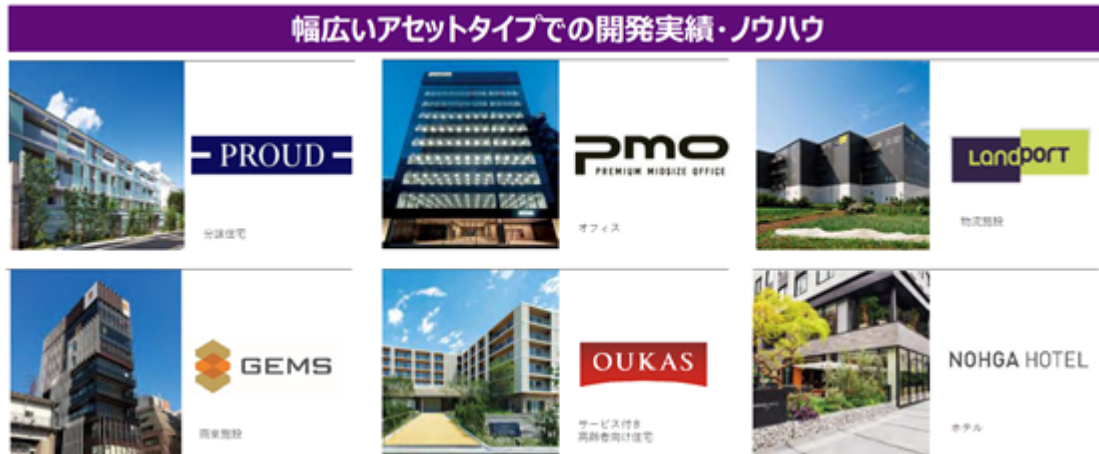 幅広いアセットタイプでの開発実績・ノウハウ
PROUD
分譲住宅
PMO
PREMIUM MIDSIZE OFFICE
オフィス
Landport
物流施設
GEMS
商業施設
OUKAS
サービス付き
高齢者向け住宅
NOHGA HOTEL
ホテル